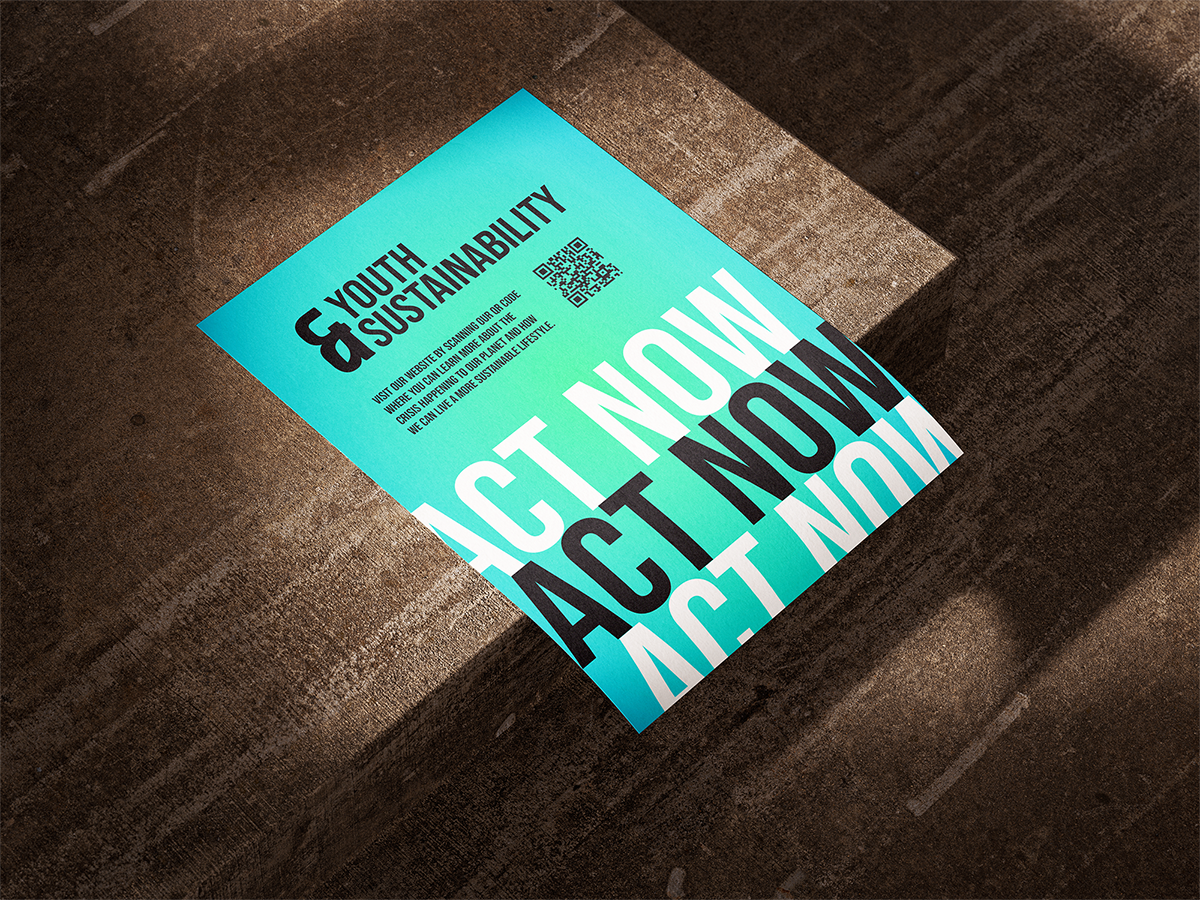 & YOUTH
SUSTAINABILITY
VISIT OUR WEBSITE BY SCANNING OUR QR CODE
WHERE YOU CAN LEARN MORE ABOUT THE
CRISIS HAPPENING TO OUR PLANET AND HOW
WE CAN LIVE A MORE SUSTAINABLE LIFESTYLE.
ACT NOW
ACT NOW
ACT NOW